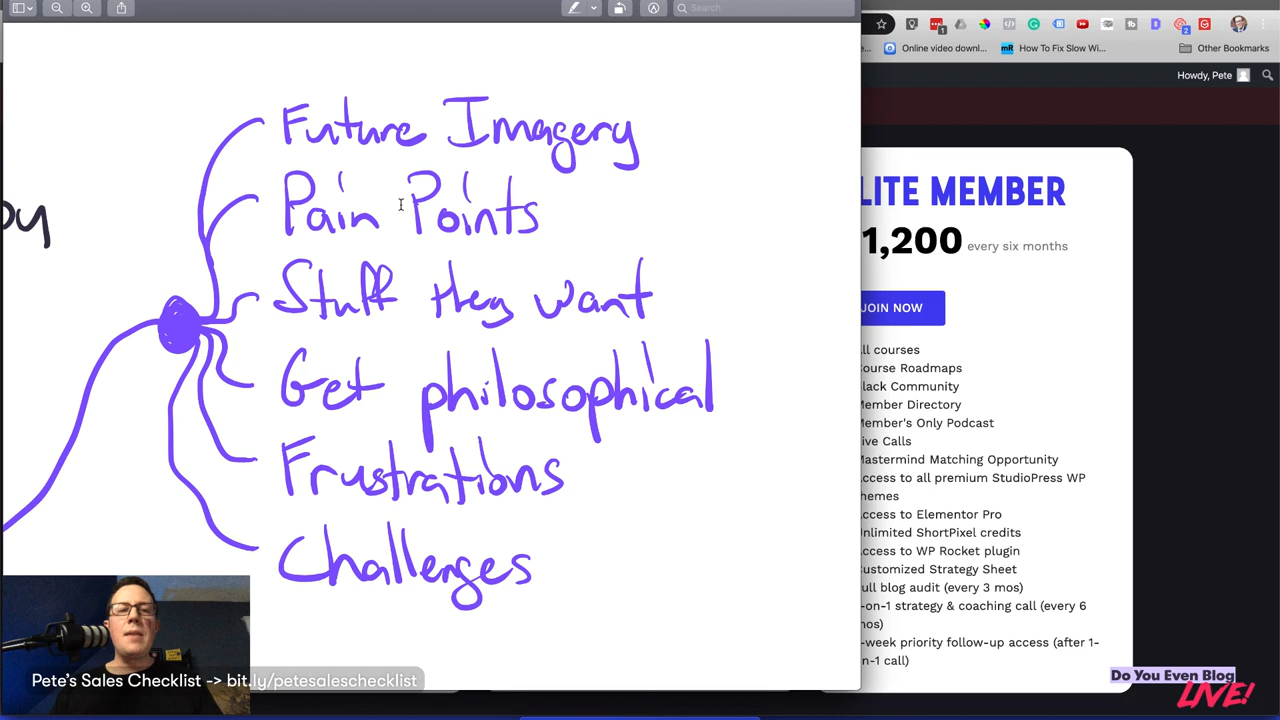 Search
Online video downl...
How To Fix Slow Wi...
Other Bookmarks
Howdy, Pete
Future Imagery
Pain Points
Stuff they want
Get philosophical
Frustrations
Challenges
LITE MEMBER
1,200 every six months
JOIN NOW
ll courses
ourse Roadmaps
lack Community
ember Directory
ember's Only Podcast
ive Calls
astermind Matching Opportunity
ccess to all premium StudioPress WP
hemes
ccess to Elementor Pro
nlimited ShortPixel credits
ccess to WP Rocket plugin
ustomized Strategy Sheet
ull blog audit (every 3 mos)
-on-1 strategy & coaching call (every 6
mos)
-week priority follow-up access (after 1-
n-1 call)
Pete's Sales Checklist -> bit.ly/petesaleschecklist
Do You Even Blog
LIVE!